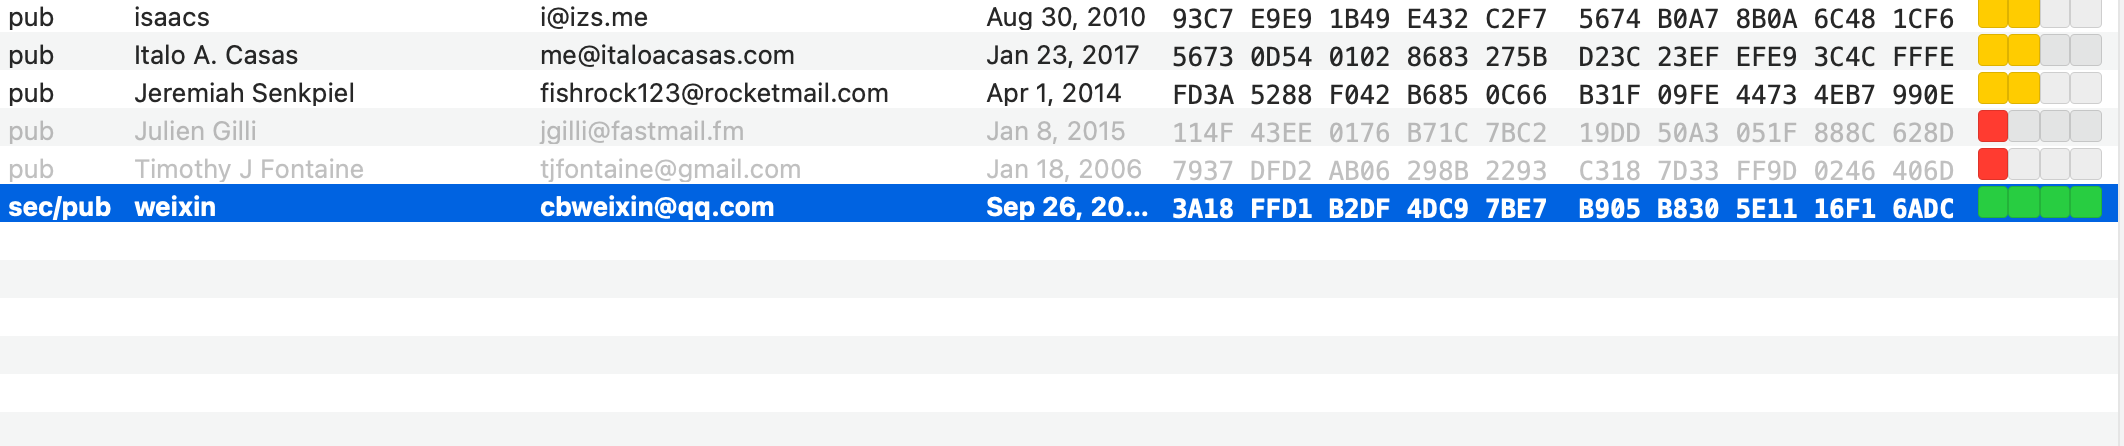 pub isaacs i@izs.me Aug 30, 2010 93C7 E9E9 1B49 E432 C2F7 5674 B0A7 8B0A 6C48 1CF6
pub Italo A. Casas me@italoacasas.com Jan 23, 2017 5673 0D54 0102 8683 275B D23C 23EF EFE9 3C4C FFFE
pub Jeremiah Senkpiel fishrock123@rocketmail.com Apr 1, 2014 FD3A 5288 F042 B685 0C66 B31F 09FE 4473 4EB7 990E
pub Julien Gilli jgilli@fastmail.fm Jan 8, 2015 114F 43EE 0176 B71C 7BC2 19DD 50A3 051F 888C 628D
pub Timothy J Fontaine tjfontaine@gmail.com Jan 18, 2006 7937 DFD2 AB06 298B 2293 C318 7D33 FF9D 0246 406D
sec/pub weixin cbweixin@qq.com Sep 26, 20... 3A18 FFD1 B2DF 4DC9 7BE7 B905 B830 5E11 16F1 6ADC